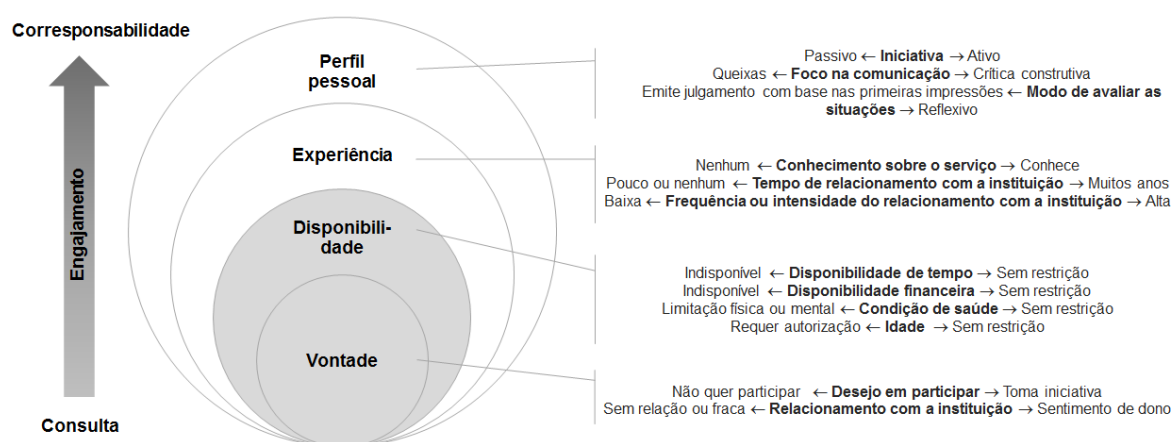 Corresponsabilidade
Engajamento
Consulta
Perfil
pessoal
Experiência
Disponibili-
dade
Vontade
Passivo ← Iniciativa → Ativo
Queixas ← Foco na comunicação → Crítica construtiva
Emite julgamento com base nas primeiras impressões ← Modo de avaliar as
situações → Reflexivo
Nenhum ← Conhecimento sobre o serviço → Conhece
Pouco ou nenhum ← Tempo de relacionamento com a instituição → Muitos anos
Baixa ← Frequência ou intensidade do relacionamento com a instituição → Alta
Indisponível ← Disponibilidade de tempo → Sem restrição
Indisponível ← Disponibilidade financeira → Sem restrição
Limitação física ou mental ← Condição de saúde → Sem restrição
Requer autorização ← Idade → Sem restrição
Não quer participar ← Desejo em participar → Toma iniciativa
Sem relação ou fraca ← Relacionamento com a instituição → Sentimento de dono